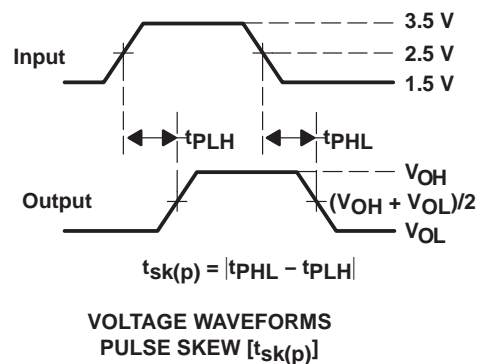 3.5 V
Input
2.5 V
1.5 V
tPLH
tPHL
VOH
Output
(VOH + VOL)/2
VOL
tsk(p) = |tPHL – tPLH|
VOLTAGE WAVEFORMS
PULSE SKEW [tsk(p)]